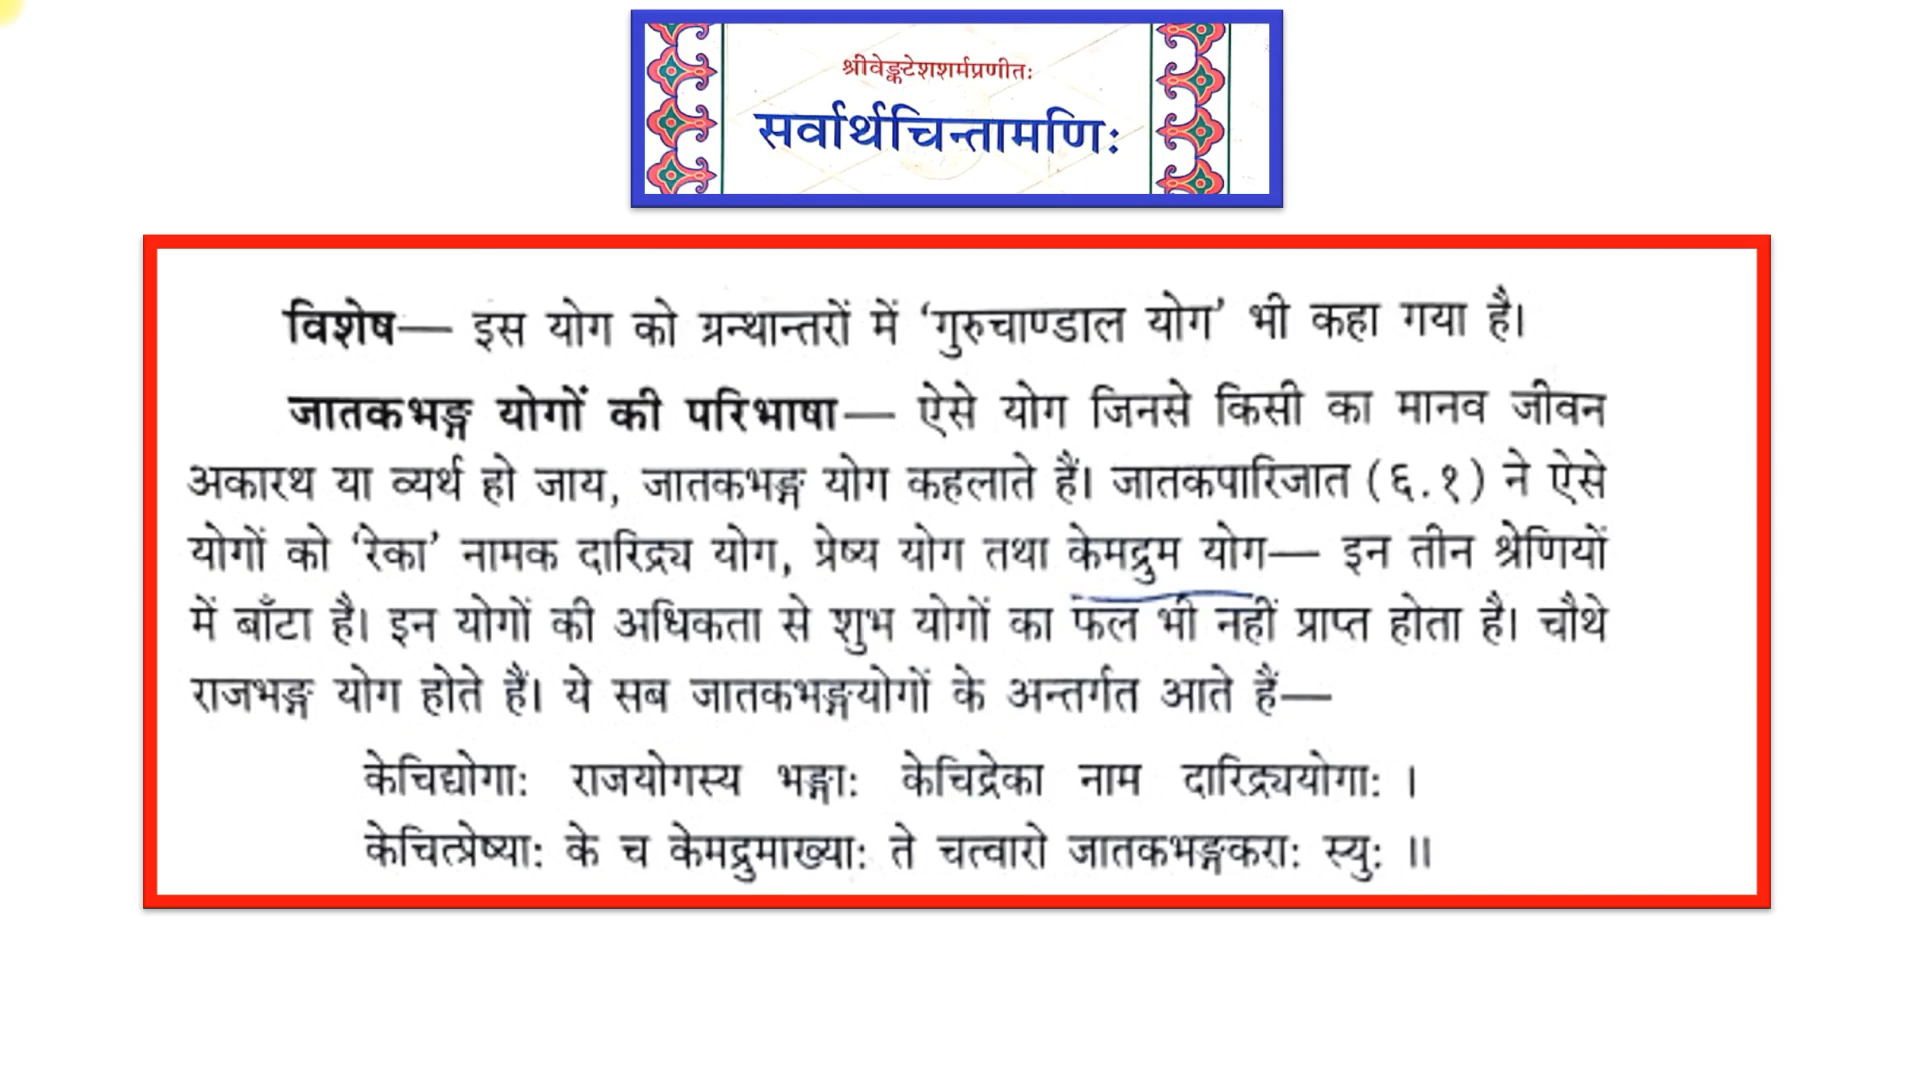 श्रीवेङ्कटेशशर्मप्रणीतः
सर्वार्थचिन्तामणिः
विशेष— इस योग को ग्रन्थान्तरों में ‘गुरुचाण्डाल योग’ भी कहा गया है।
जातकभङ्ग योगों की परिभाषा— ऐसे योग जिनसे किसी का मानव जीवन
अकारथ या व्यर्थ हो जाय, जातकभङ्ग योग कहलाते हैं। जातकपारिजात (६.१) ने ऐसे
योगों को ‘रेका’ नामक दारिद्र्य योग, प्रेष्य योग तथा केमद्रुम योग— इन तीन श्रेणियों
में बाँटा है। इन योगों की अधिकता से शुभ योगों का फल भी नहीं प्राप्त होता है। चौथे
राजभङ्ग योग होते हैं। ये सब जातकभङ्गयोगों के अन्तर्गत आते हैं—
केचिद्योगाः राजयोगस्य भङ्गाः केचिद्रेका नाम दारिद्र्ययोगाः ।
केचित्प्रेष्याः के च केमद्रुमाख्याः ते चत्वारो जातकभङ्गकराः स्युः ॥